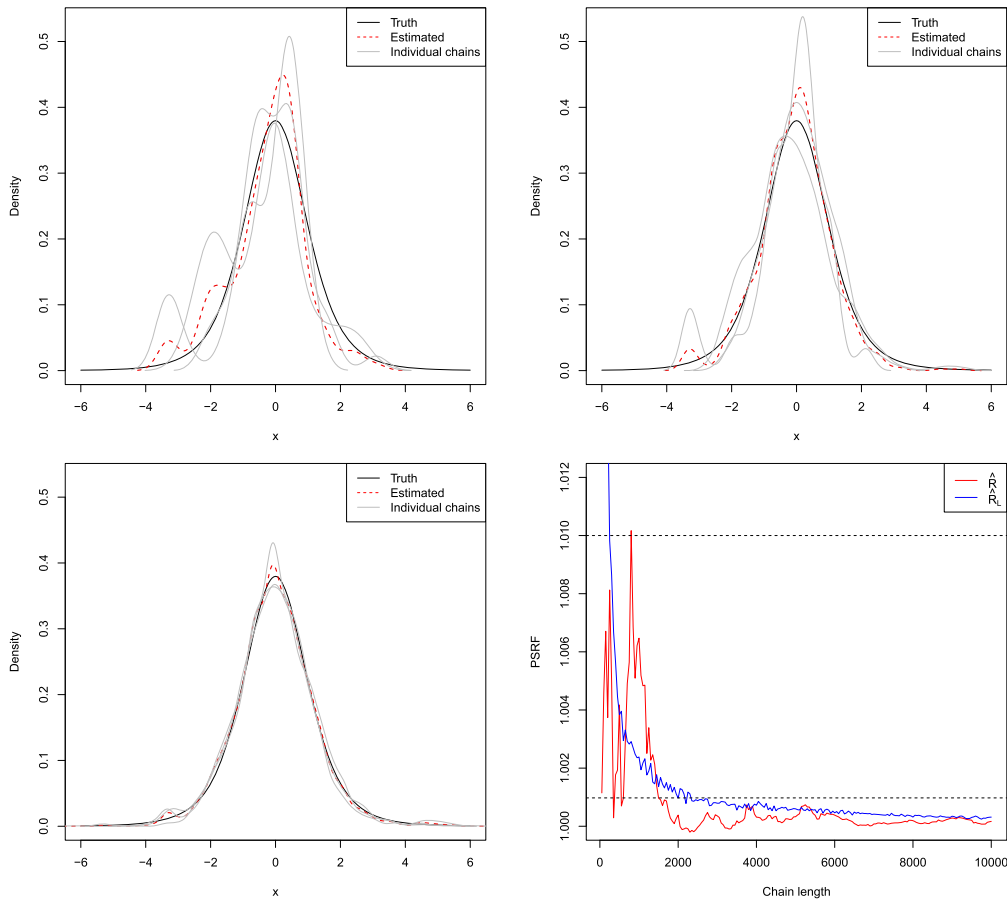 Truth
Estimated
Individual chains
Density
0.0 0.1 0.2 0.3 0.4 0.5
−6 −4 −2 0 2 4 6
x
Truth
Estimated
Individual chains
Density
0.0 0.1 0.2 0.3 0.4 0.5
−6 −4 −2 0 2 4 6
x
Truth
Estimated
Individual chains
Density
0.0 0.1 0.2 0.3 0.4 0.5
−6 −4 −2 0 2 4 6
x
R̂
R̂L
PSRF
1.000 1.002 1.004 1.006 1.008 1.010 1.012
0 2000 4000 6000 8000 10000
Chain length